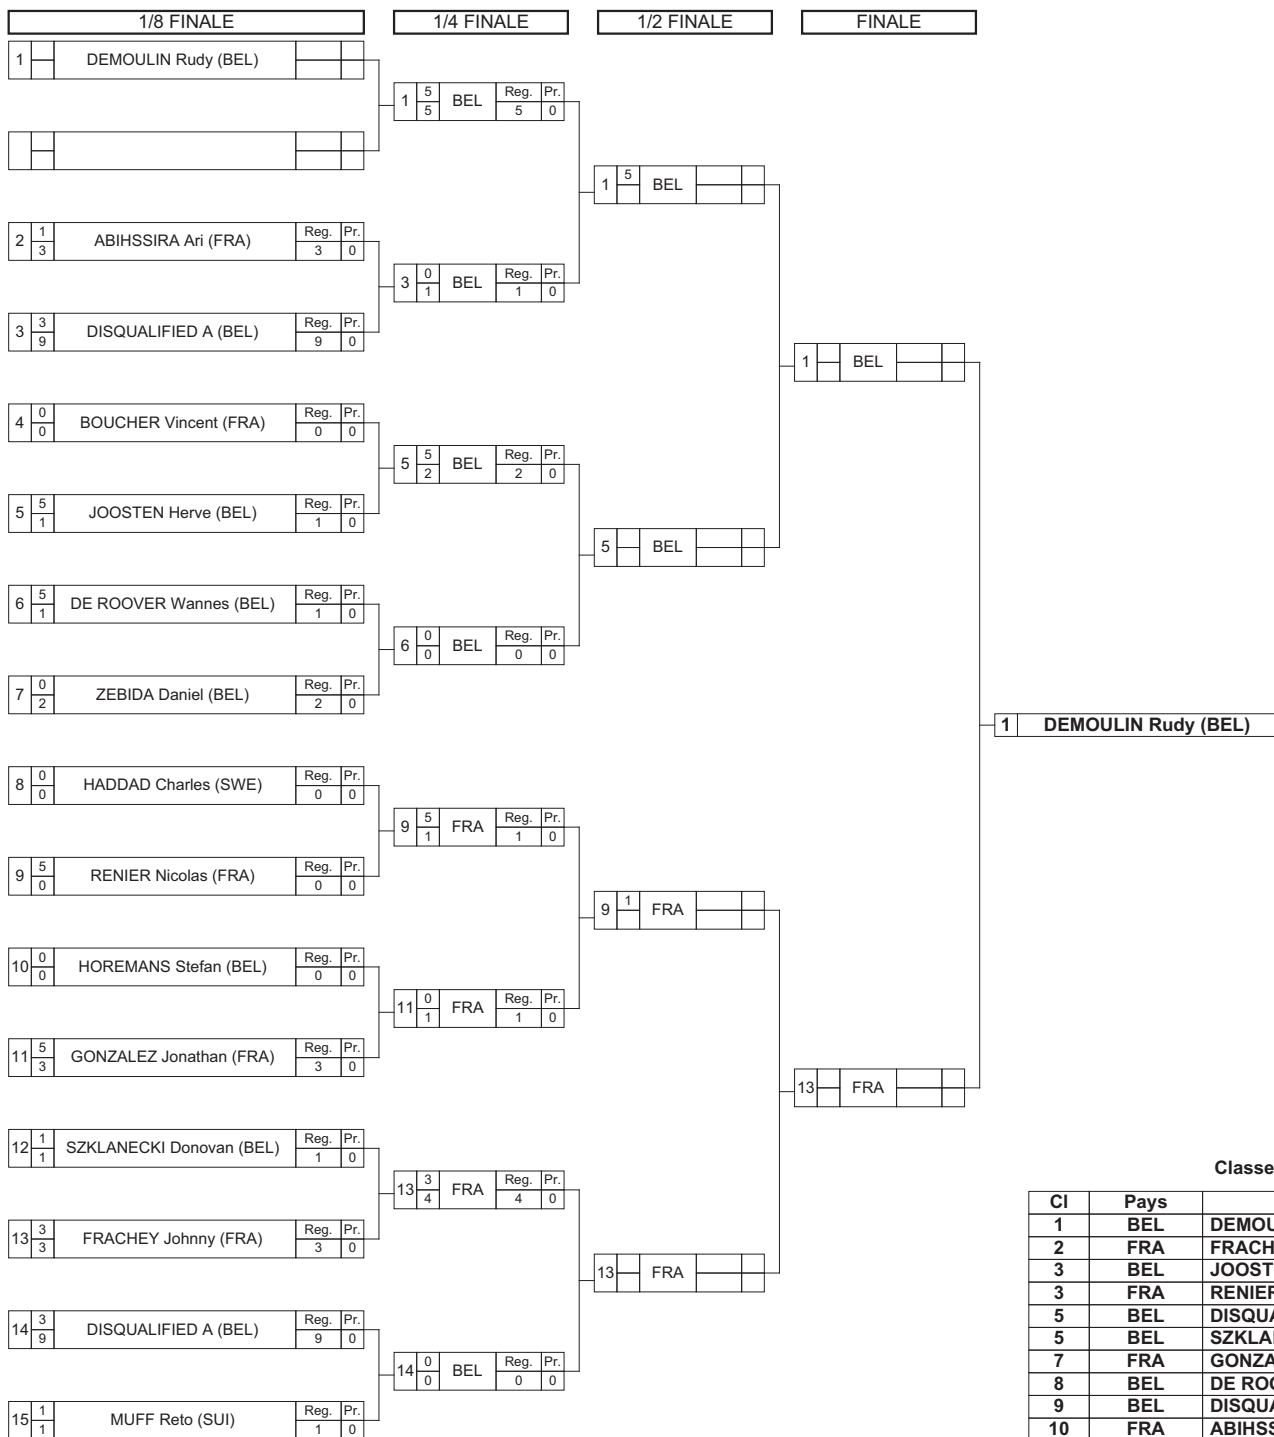 1/8 FINALE
1/4 FINALE
1/2 FINALE
FINALE
1 DEMOULIN Rudy (BEL)
2 1 3 ABIHSSIRA Ari (FRA) Reg. Pr. 3 0
3 3 9 DISQUALIFIED A (BEL) Reg. Pr. 9 0
4 0 0 BOUCHER Vincent (FRA) Reg. Pr. 0 0
5 5 1 JOOSTEN Herve (BEL) Reg. Pr. 1 0
6 5 1 DE ROOVER Wannes (BEL) Reg. Pr. 1 0
7 0 2 ZEBIDA Daniel (BEL) Reg. Pr. 2 0
8 0 0 HADDAD Charles (SWE) Reg. Pr. 0 0
9 5 0 RENIER Nicolas (FRA) Reg. Pr. 0 0
10 0 0 HOREMANS Stefan (BEL) Reg. Pr. 0 0
11 5 3 GONZALEZ Jonathan (FRA) Reg. Pr. 3 0
12 1 1 SZKLANECKI Donovan (BEL) Reg. Pr. 1 0
13 3 3 FRACHEY Johnny (FRA) Reg. Pr. 3 0
14 3 9 DISQUALIFIED A (BEL) Reg. Pr. 9 0
15 1 1 MUFF Reto (SUI) Reg. Pr. 1 0
1 5 5 BEL Reg. Pr. 5 0
3 0 1 BEL Reg. Pr. 1 0
5 5 2 BEL Reg. Pr. 2 0
6 0 0 BEL Reg. Pr. 0 0
9 5 1 FRA Reg. Pr. 1 0
11 0 1 FRA Reg. Pr. 1 0
13 3 4 FRA Reg. Pr. 4 0
14 0 0 BEL Reg. Pr. 0 0
1 5 BEL
5 BEL
9 1 FRA
13 FRA
1 BEL
13 FRA
1 DEMOULIN Rudy (BEL)
Classe
Cl Pays
1 BEL DEMOU
2 FRA FRACH
3 BEL JOOST
3 FRA RENIER
5 BEL DISQUA
5 BEL SZKLA
7 FRA GONZA
8 BEL DE ROO
9 BEL DISQUA
10 FRA ABIHSS